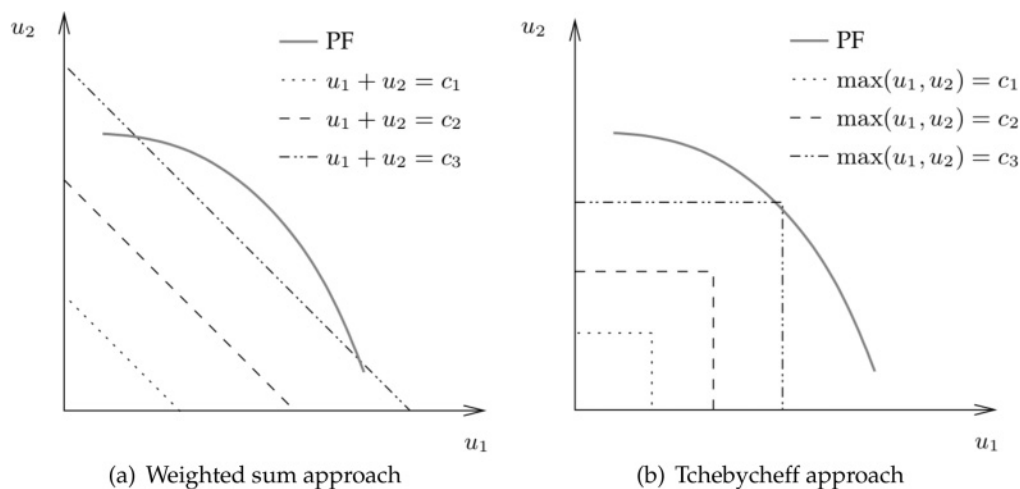 u₂
PF
u₁ + u₂ = c₁
u₁ + u₂ = c₂
u₁ + u₂ = c₃
u₁
(a) Weighted sum approach
u₂
PF
max(u₁, u₂) = c₁
max(u₁, u₂) = c₂
max(u₁, u₂) = c₃
u₁
(b) Tchebycheff approach